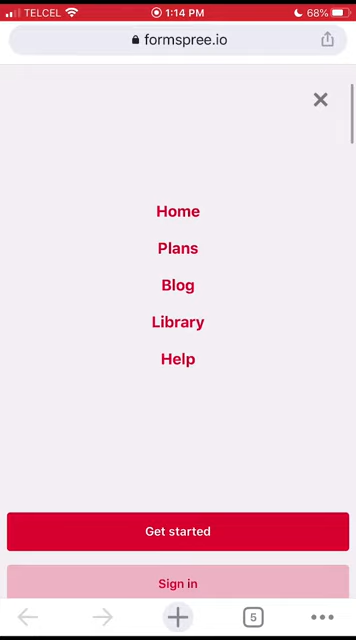 TELCEL 1:14 PM 68%
formspree.io
Home
Plans
Blog
Library
Help
Get started
Sign in
5